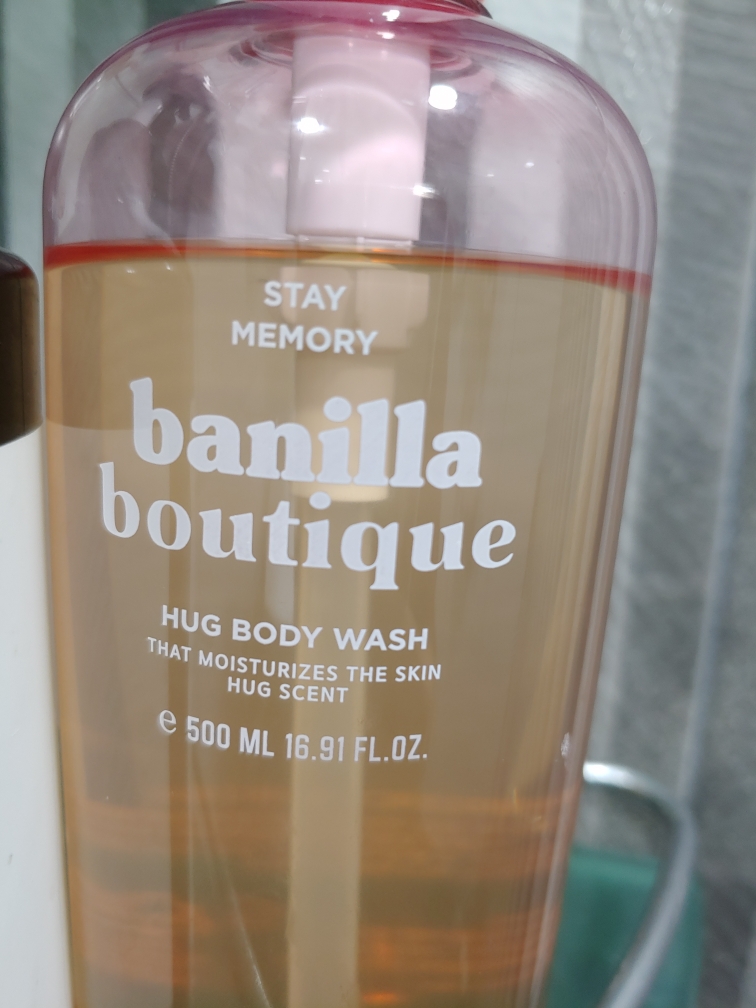 STAY
MEMORY
banilla
boutique
HUG BODY WASH
THAT MOISTURIZES THE SKIN
HUG SCENT
e 500 ML 16.91 FL.OZ.